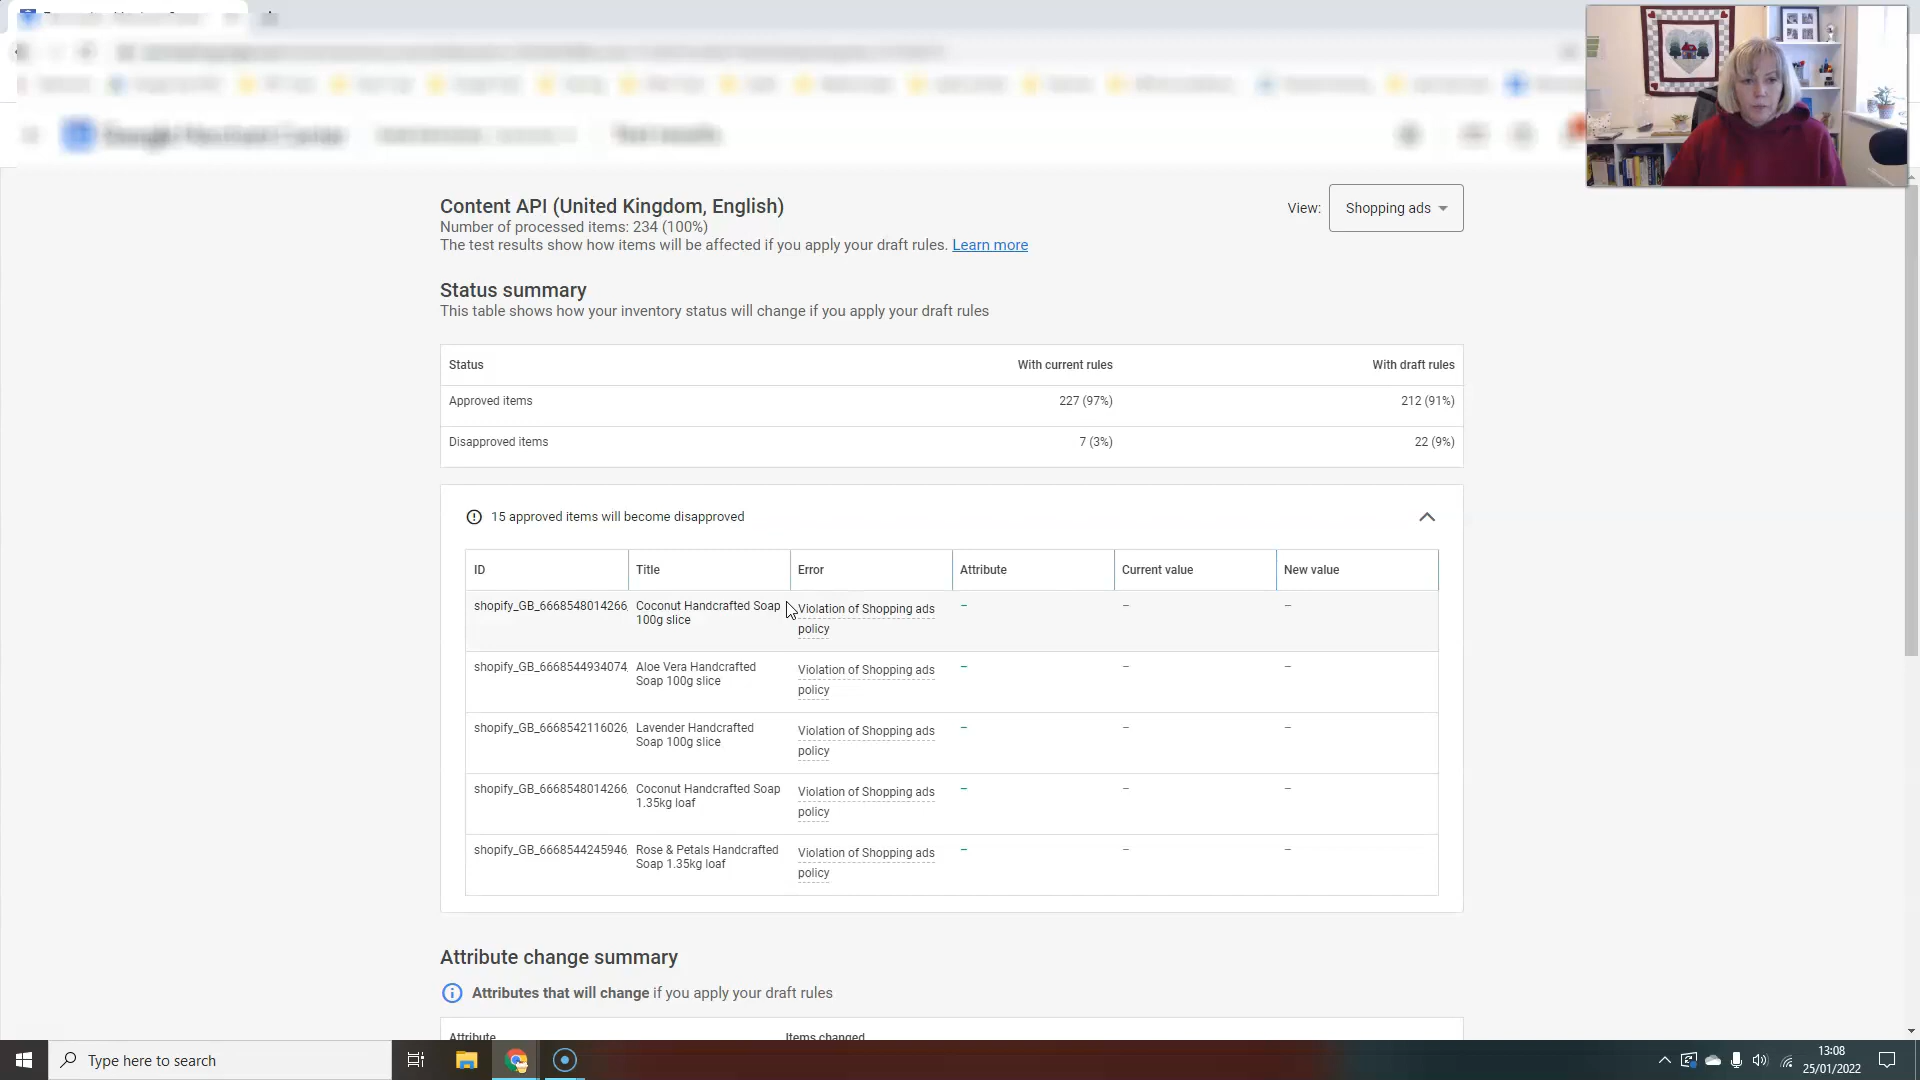 Content API (United Kingdom, English)
Number of processed items: 234 (100%)
The test results show how items will be affected if you apply your draft rules. Learn more
View:
Shopping ads
Status summary
This table shows how your inventory status will change if you apply your draft rules
Status
With current rules
With draft rules
Approved items
227 (97%)
212 (91%)
Disapproved items
7 (3%)
22 (9%)
15 approved items will become disapproved
ID
Title
Error
Attribute
Current value
New value
shopify_GB_6668548014266
Coconut Handcrafted Soap
100g slice
Violation of Shopping ads
policy
–
–
–
shopify_GB_6668544934074
Aloe Vera Handcrafted
Soap 100g slice
Violation of Shopping ads
policy
–
–
–
shopify_GB_6668542116026
Lavender Handcrafted
Soap 100g slice
Violation of Shopping ads
policy
–
–
–
shopify_GB_6668548014266
Coconut Handcrafted Soap
1.35kg loaf
Violation of Shopping ads
policy
–
–
–
shopify_GB_6668544245946
Rose & Petals Handcrafted
Soap 1.35kg loaf
Violation of Shopping ads
policy
–
–
–
Attribute change summary
Attributes that will change if you apply your draft rules
Attribute
Items changed
Type here to search
13:08
25/01/2022